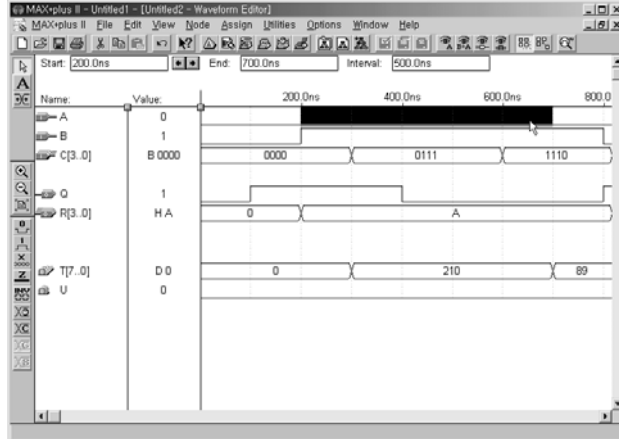 MAX+plus II - Untitled1 - [Untitled2 - Waveform Editor]
MAX+plus II File Edit View Node Assign Utilities Options Window Help
Start: 200.0ns End: 700.0ns Interval: 500.0ns
Name: Value: 200.0ns 400.0ns 600.0ns 800.0
A 0
B 1
C[3..0] B 0000 0000 0111 1110
Q 1
R[3..0] H A 0 A
T[7..0] D 0 0 210 89
U 0